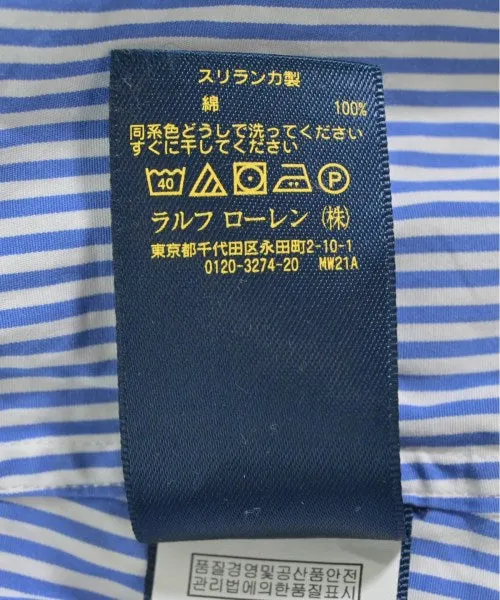 スリランカ製
綿 100%
同系色どうしで洗ってください
すぐに干してください
40 P
ラルフ ローレン (株)
東京都千代田区永田町2-10-1
0120-3274-20 MW21A
품질경영및공산품안전
관리법에의한품질표시